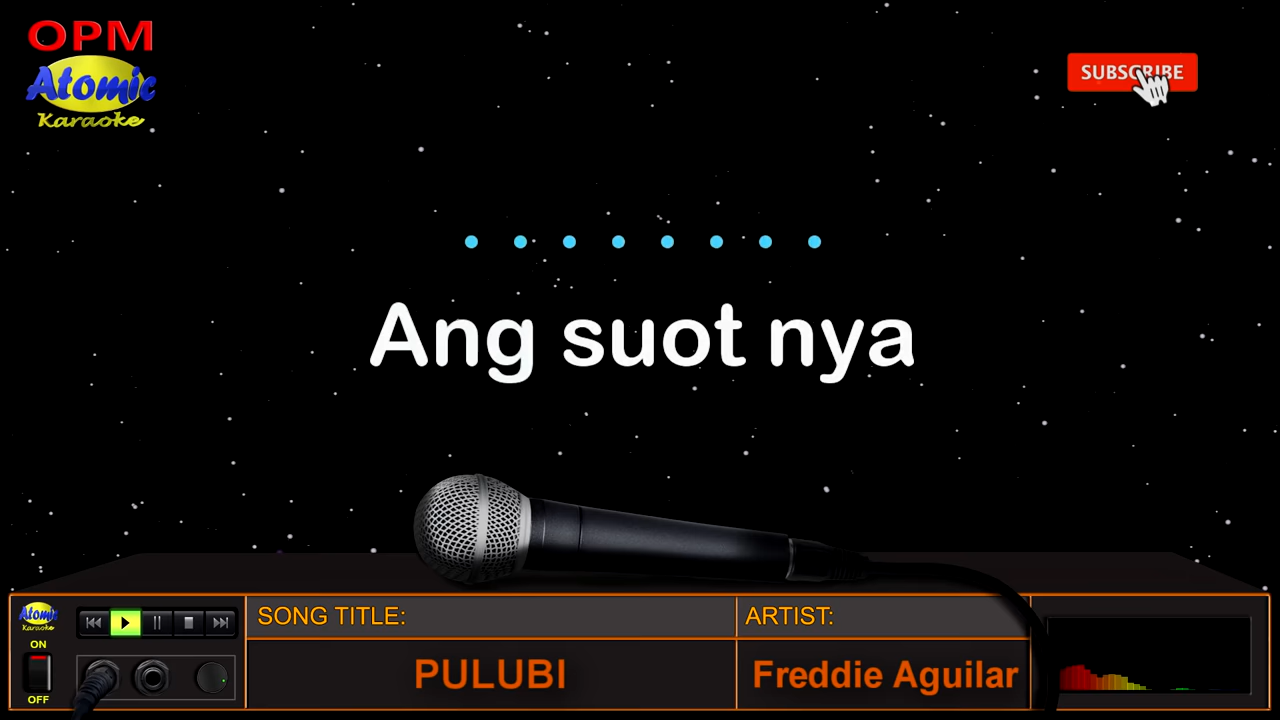 OPM
Atomic
Karaoke
SUBSCRIBE
Ang suot nya
Atomic
Karaoke
ON
OFF
SONG TITLE:
PULUBI
ARTIST:
Freddie Aguilar